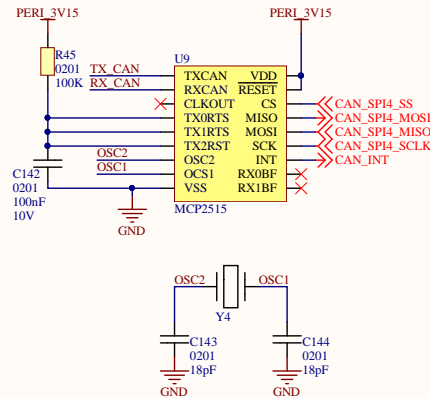 PERI_3V15
PERI_3V15
R45
0201
100K
U9
TX_CAN
RX_CAN
TXCAN
RXCAN
CLKOUT
TX0RTS
TX1RTS
TX2RST
OSC2
OCS1
VSS
VDD
RESET
CS
MISO
MOSI
SCK
INT
RX0BF
RX1BF
CAN_SPI4_SS
CAN_SPI4_MOSI
CAN_SPI4_MISO
CAN_SPI4_SCLK
CAN_INT
OSC2
OSC1
C142
0201
100nF
10V
MCP2515
GND
OSC2
OSC1
Y4
C143
0201
18pF
C144
0201
18pF
GND
GND